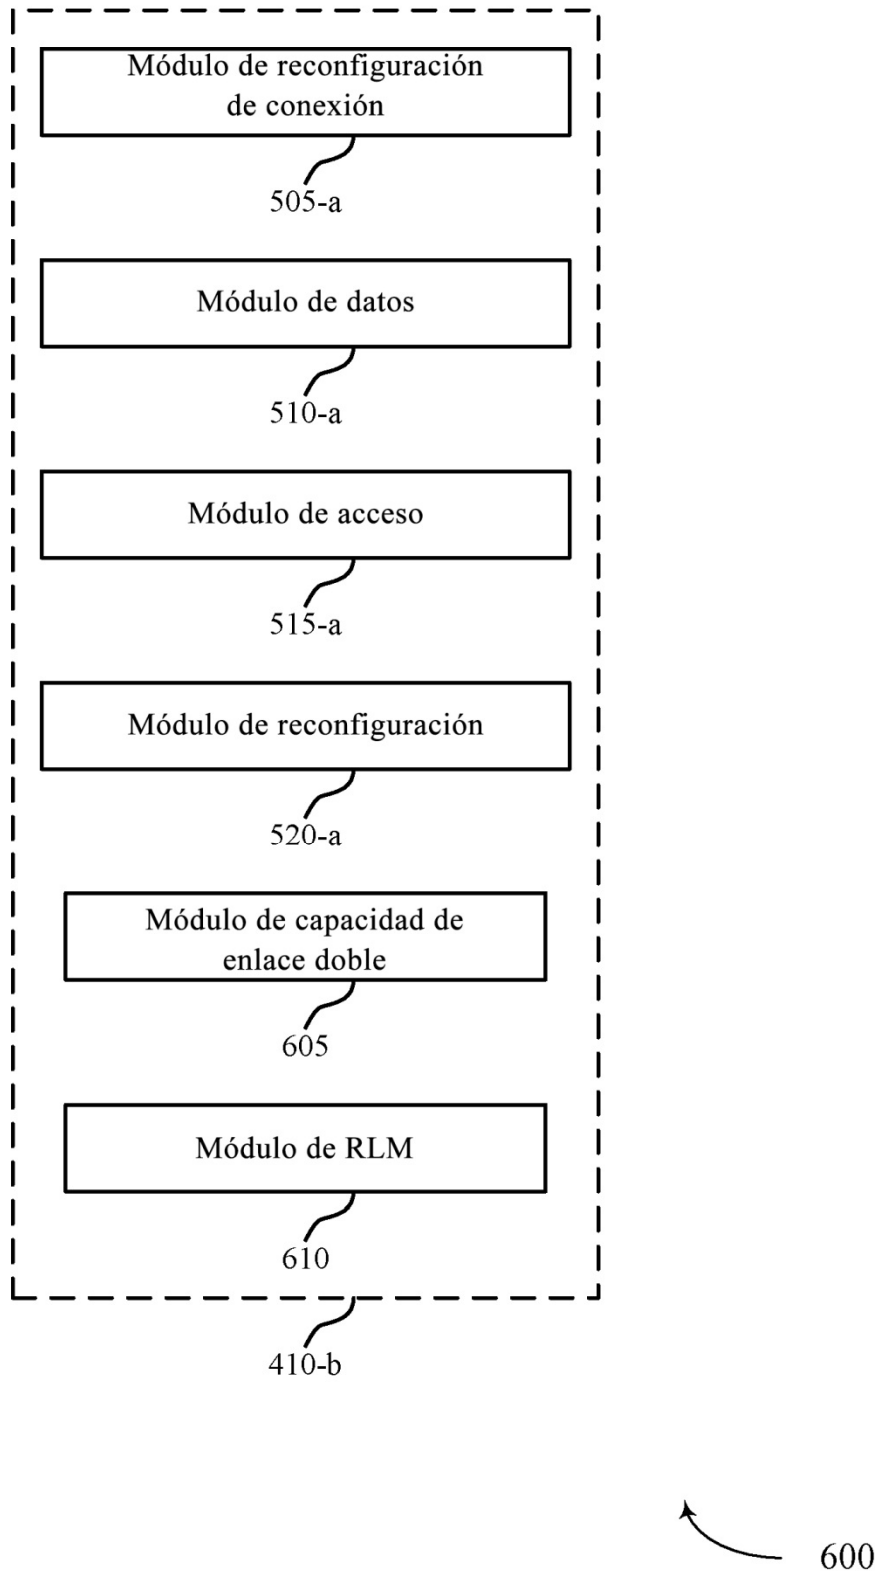 Módulo de reconfiguración
de conexión
505-a
Módulo de datos
510-a
Módulo de acceso
515-a
Módulo de reconfiguración
520-a
Módulo de capacidad de
enlace doble
605
Módulo de RLM
610
410-b
600